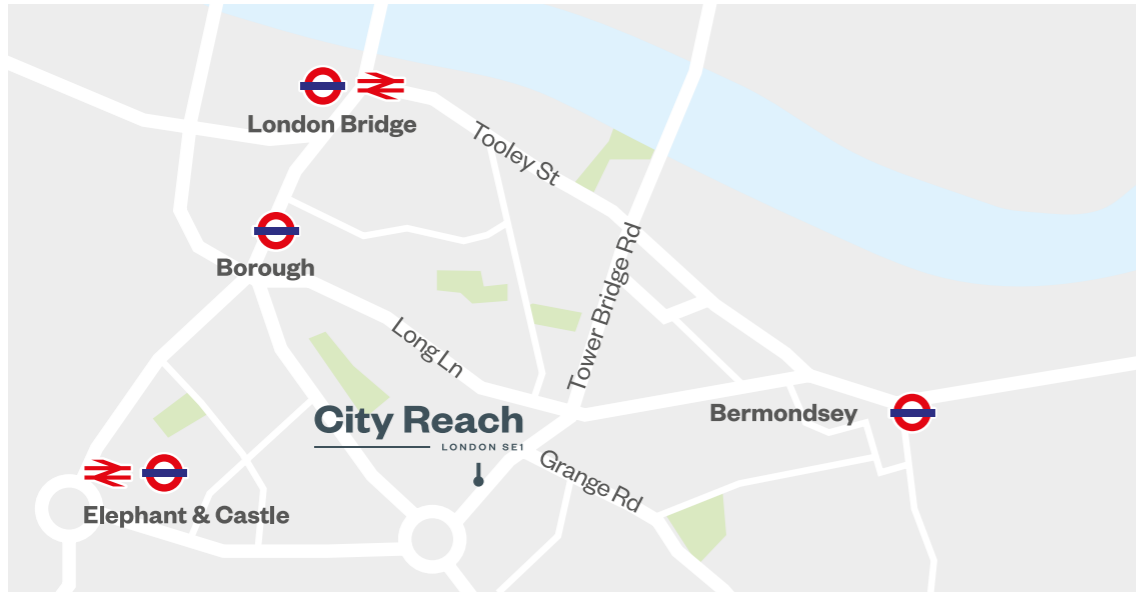 London Bridge
Tooley St
Borough
Tower Bridge Rd
Long Ln
City Reach
LONDON SE1
Bermondsey
Grange Rd
Elephant & Castle